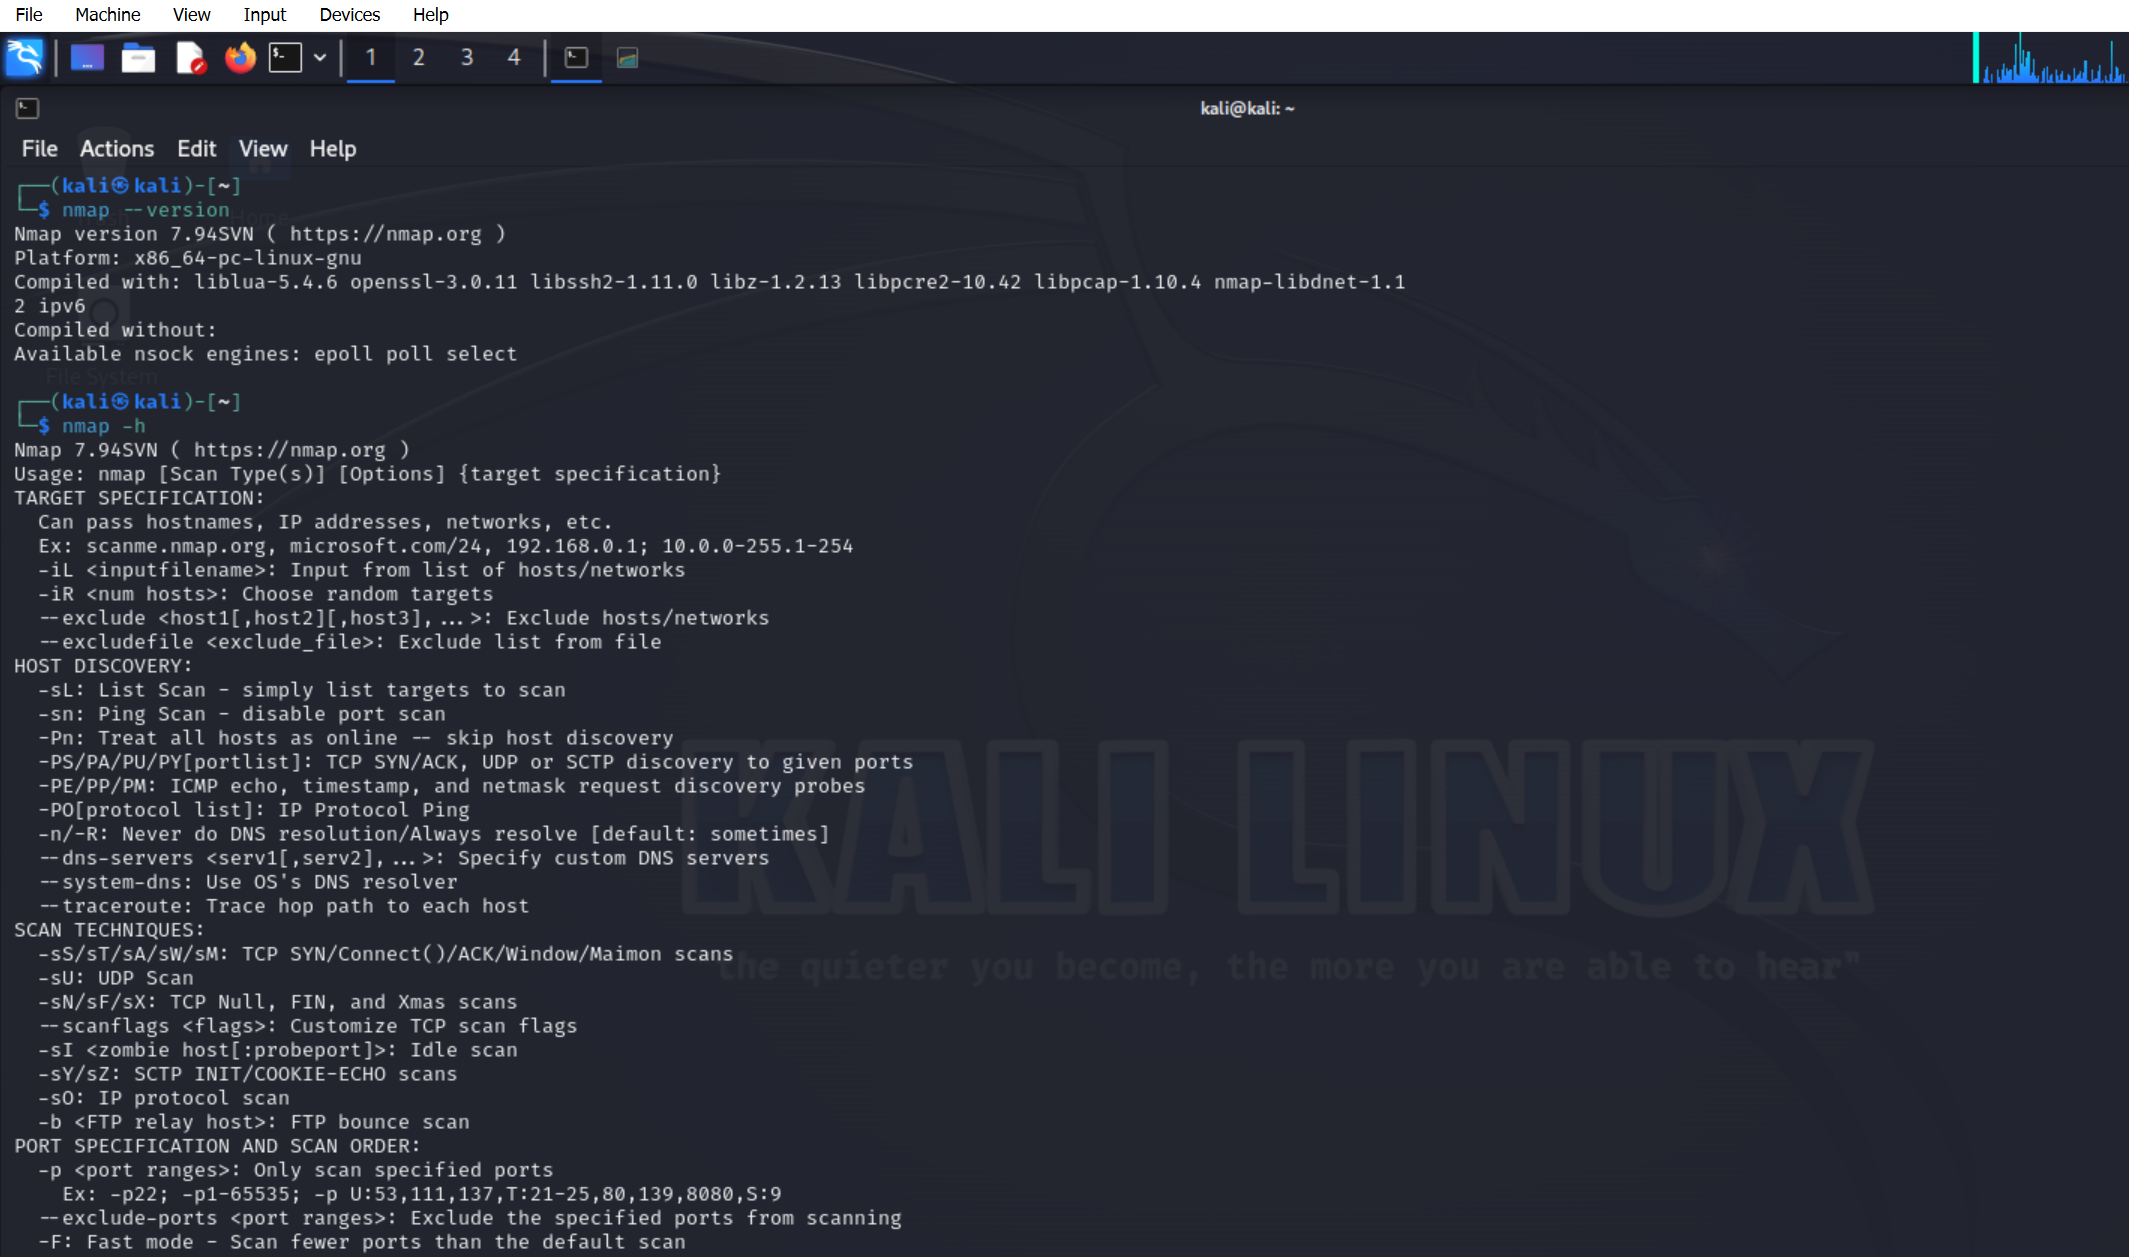 File Machine View Input Devices Help
1 2 3 4
kali@kali: ~
File Actions Edit View Help
(kali㉿kali)-[~]
$ nmap --version
Nmap version 7.94SVN ( https://nmap.org )
Platform: x86_64-pc-linux-gnu
Compiled with: liblua-5.4.6 openssl-3.0.11 libssh2-1.11.0 libz-1.2.13 libpcre2-10.42 libpcap-1.10.4 nmap-libdnet-1.1
2 ipv6
Compiled without:
Available nsock engines: epoll poll select
(kali㉿kali)-[~]
$ nmap -h
Nmap 7.94SVN ( https://nmap.org )
Usage: nmap [Scan Type(s)] [Options] {target specification}
TARGET SPECIFICATION:
  Can pass hostnames, IP addresses, networks, etc.
  Ex: scanme.nmap.org, microsoft.com/24, 192.168.0.1; 10.0.0-255.1-254
  -iL <inputfilename>: Input from list of hosts/networks
  -iR <num hosts>: Choose random targets
  --exclude <host1[,host2][,host3],...>: Exclude hosts/networks
  --excludefile <exclude_file>: Exclude list from file
HOST DISCOVERY:
  -sL: List Scan - simply list targets to scan
  -sn: Ping Scan - disable port scan
  -Pn: Treat all hosts as online -- skip host discovery
  -PS/PA/PU/PY[portlist]: TCP SYN/ACK, UDP or SCTP discovery to given ports
  -PE/PP/PM: ICMP echo, timestamp, and netmask request discovery probes
  -PO[protocol list]: IP Protocol Ping
  -n/-R: Never do DNS resolution/Always resolve [default: sometimes]
  --dns-servers <serv1[,serv2],...>: Specify custom DNS servers
  --system-dns: Use OS's DNS resolver
  --traceroute: Trace hop path to each host
SCAN TECHNIQUES:
  -sS/sT/sA/sW/sM: TCP SYN/Connect()/ACK/Window/Maimon scans
  -sU: UDP Scan
  -sN/sF/sX: TCP Null, FIN, and Xmas scans
  --scanflags <flags>: Customize TCP scan flags
  -sI <zombie host[:probeport]>: Idle scan
  -sY/sZ: SCTP INIT/COOKIE-ECHO scans
  -sO: IP protocol scan
  -b <FTP relay host>: FTP bounce scan
PORT SPECIFICATION AND SCAN ORDER:
  -p <port ranges>: Only scan specified ports
    Ex: -p22; -p1-65535; -p U:53,111,137,T:21-25,80,139,8080,S:9
  --exclude-ports <port ranges>: Exclude the specified ports from scanning
  -F: Fast mode - Scan fewer ports than the default scan
Home
File System
KALI LINUX
the quieter you become, the more you are able to hear"